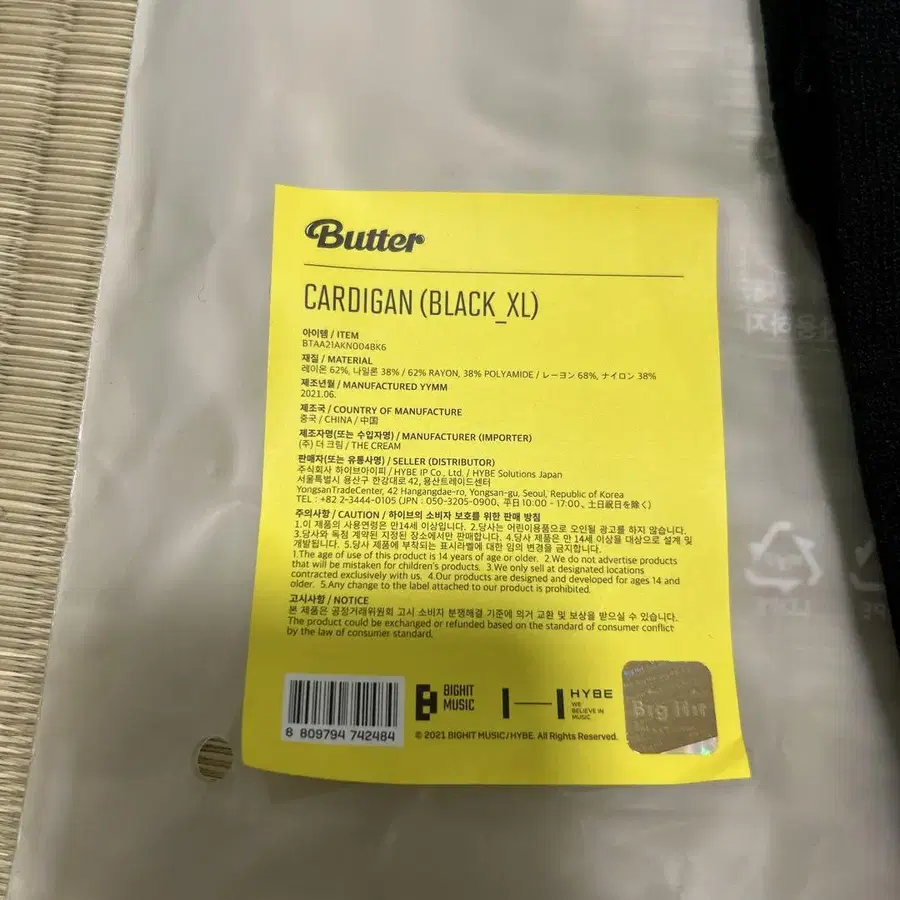 Butter
CARDIGAN (BLACK_XL)
아이템 / ITEM
BTAA21AKN004BK6
재질 / MATERIAL
레이온 62%, 나일론 38% / 62% RAYON, 38% POLYAMIDE / レーヨン 68%, ナイロン 38%
제조년월 / MANUFACTURED YYMM
2021.06.
제조국 / COUNTRY OF MANUFACTURE
중국 / CHINA / 中国
제조자명(또는 수입자명) / MANUFACTURER (IMPORTER)
(주) 더 크림 / THE CREAM
판매자(또는 유통사명) / SELLER (DISTRIBUTOR)
주식회사 하이브아이피 / HYBE IP Co., Ltd. / HYBE Solutions Japan
서울특별시 용산구 한강대로 42, 용산트레이드센터
YongsanTradeCenter, 42 Hangangdae-ro, Yongsan-gu, Seoul, Republic of Korea
TEL : +82 2-3444-0105 (JPN : 050-3205-0900, 平日 10:00 - 17:00、土日祝日を除く)
주의사항 / CAUTION / 하이브의 소비자 보호를 위한 판매 방침
1.이 제품의 사용연령은 만14세 이상입니다. 2.당사는 어린이용품으로 오인될 광고를 하지 않습니다.
3.당사와 독점 계약된 지정된 장소에서만 판매합니다. 4.당사 제품은 만 14세 이상을 대상으로 설계 및
개발됩니다. 5.당사 제품에 부착되는 표시라벨에 대한 임의 변경을 금지합니다.
1.The age of use of this product is 14 years of age or older. 2.We do not advertise products
that will be mistaken for children's products. 3.We only sell at designated locations
contracted exclusively with us. 4.Our products are designed and developed for ages 14 and
older. 5.Any change to the label attached to our product is prohibited.
고시사항 / NOTICE
본 제품은 공정거래위원회 고시 소비자 분쟁해결 기준에 의거 교환 및 보상을 받으실 수 있습니다.
The product could be exchanged or refunded based on the standard of consumer conflict
by the law of consumer standard.
8 809794 742484
BIGHIT
MUSIC
HYBE
WE
BELIEVE IN
MUSIC
© 2021 BIGHIT MUSIC/HYBE. All Rights Reserved.
Big Hit